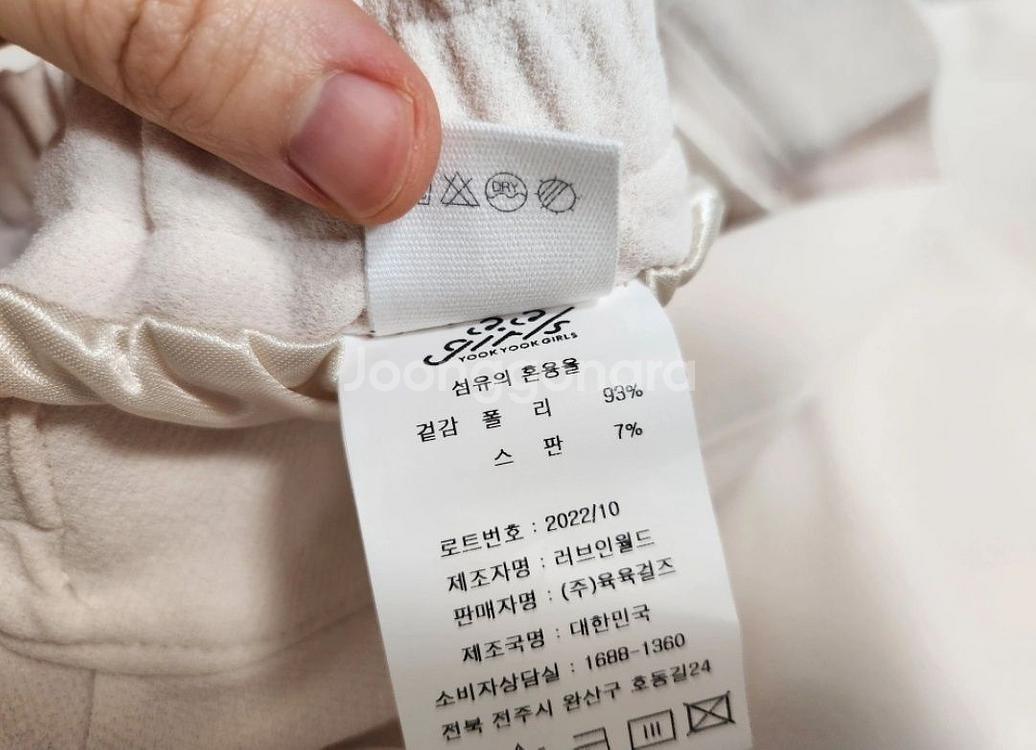 DRY
66
girls
YOOKYOOKGIRLS
Joonggonara
섬유의 혼용율
겉감 폴 리 93%
스 판 7%
로트번호 : 2022/10
제조자명 : 러브인월드
판매자명 : (주)육육걸즈
제조국명 : 대한민국
소비자상담실 : 1688-1360
전북 전주시 완산구 호동길24